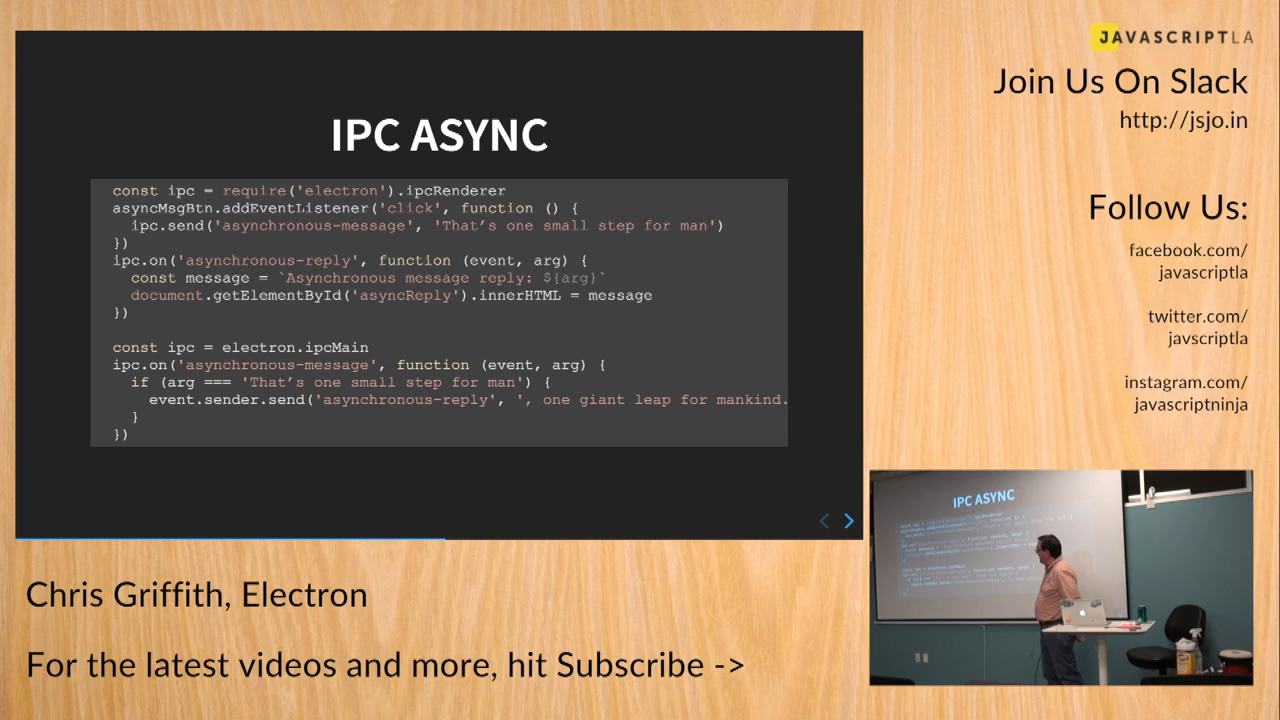 JAVASCRIPTLA
Join Us On Slack
http://jsjo.in
Follow Us:
facebook.com/
javascriptla
twitter.com/
javscriptla
instagram.com/
javascriptninja
IPC ASYNC
const ipc = require('electron').ipcRenderer
asyncMsgBtn.addEventListener('click', function () {
  ipc.send('asynchronous-message', 'That’s one small step for man')
})
ipc.on('asynchronous-reply', function (event, arg) {
  const message = `Asynchronous message reply: ${arg}`
  document.getElementById('asyncReply').innerHTML = message
})
const ipc = electron.ipcMain
ipc.on('asynchronous-message', function (event, arg) {
  if (arg === 'That’s one small step for man') {
    event.sender.send('asynchronous-reply', ', one giant leap for mankind.
  }
})
IPC ASYNC
Chris Griffith, Electron
For the latest videos and more, hit Subscribe ->